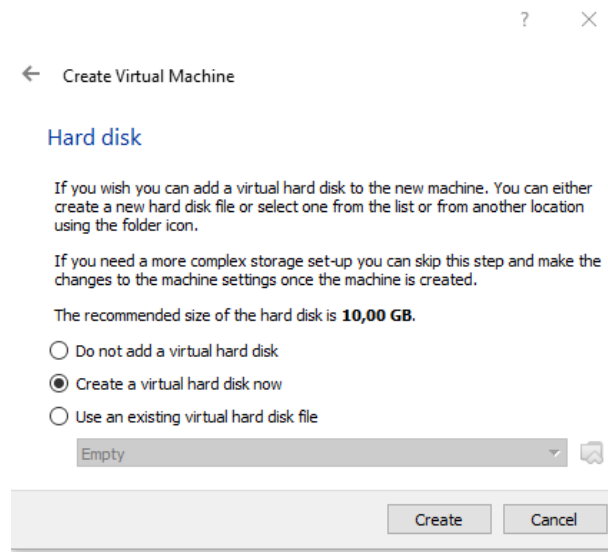 ?
Create Virtual Machine
Hard disk
If you wish you can add a virtual hard disk to the new machine. You can either
create a new hard disk file or select one from the list or from another location
using the folder icon.
If you need a more complex storage set-up you can skip this step and make the
changes to the machine settings once the machine is created.
The recommended size of the hard disk is 10,00 GB.
Do not add a virtual hard disk
Create a virtual hard disk now
Use an existing virtual hard disk file
Empty
Create Cancel